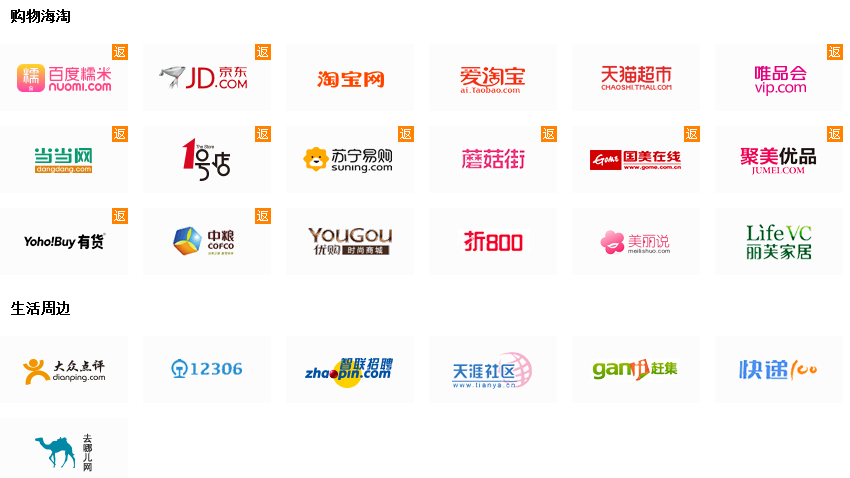 购物海淘
返 返 返
糯 百度糯米 nuomi.com
JD 京东 .COM
淘宝网
爱淘宝 ai.taobao.com
天猫超市 CHAOSHI.TMALL.COM
唯品会 vip.com
返 返 返 返 返 返
当当网 dangdang.com
The Store 1号店
苏宁易购 suning.com
蘑菇街
GOME 国美在线 www.gome.com.cn
聚美优品 JUMEI.COM
返 返
Yoho!Buy 有货
中粮 COFCO
YOUGOU 优购 时尚商城
折800
美丽说 meilishuo.com
Life VC 丽芙家居
生活周边
大众点评 dianping.com
12306
智联招聘 zhaopin.com
天涯社区 www.tianya.cn
ganji 赶集
快递100
去哪儿网